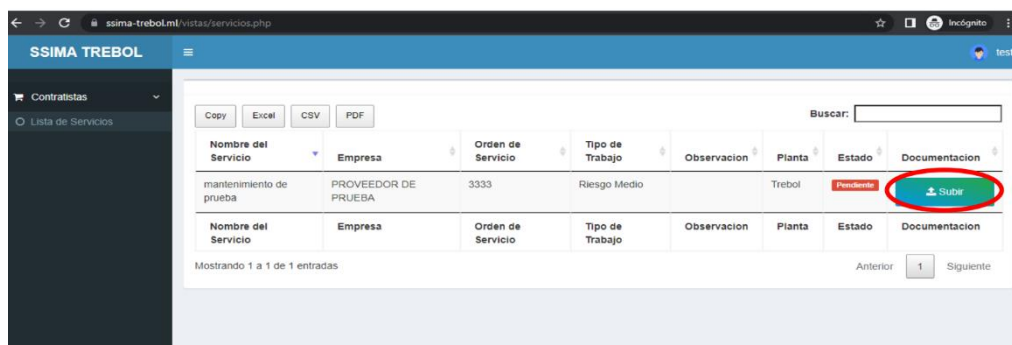 ssima-trebol.ml/vistas/servicios.php
Incógnito
SSIMA TREBOL
test
Contratistas
Lista de Servicios
Copy Excel CSV PDF
Buscar:
Nombre del Servicio Empresa Orden de Servicio Tipo de Trabajo Observacion Planta Estado Documentacion
mantenimiento de prueba PROVEEDOR DE PRUEBA 3333 Riesgo Medio Trebol Pendiente Subir
Nombre del Servicio Empresa Orden de Servicio Tipo de Trabajo Observacion Planta Estado Documentacion
Mostrando 1 a 1 de 1 entradas
Anterior 1 Siguiente